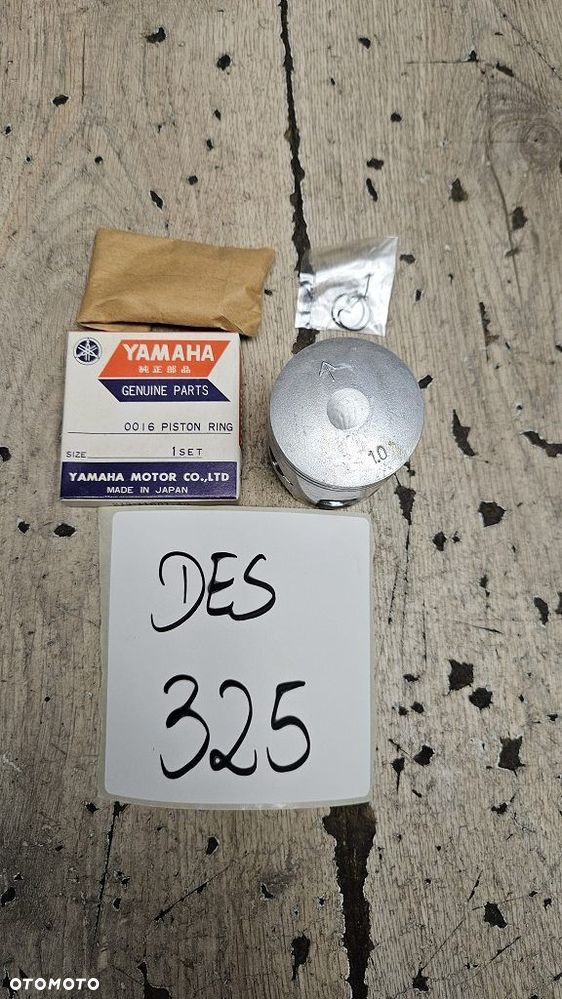 YAMAHA
純正部品
GENUINE PARTS
0016 PISTON RING
SIZE 1 SET
YAMAHA MOTOR CO.,LTD
MADE IN JAPAN
DES
325
OTOMOTO